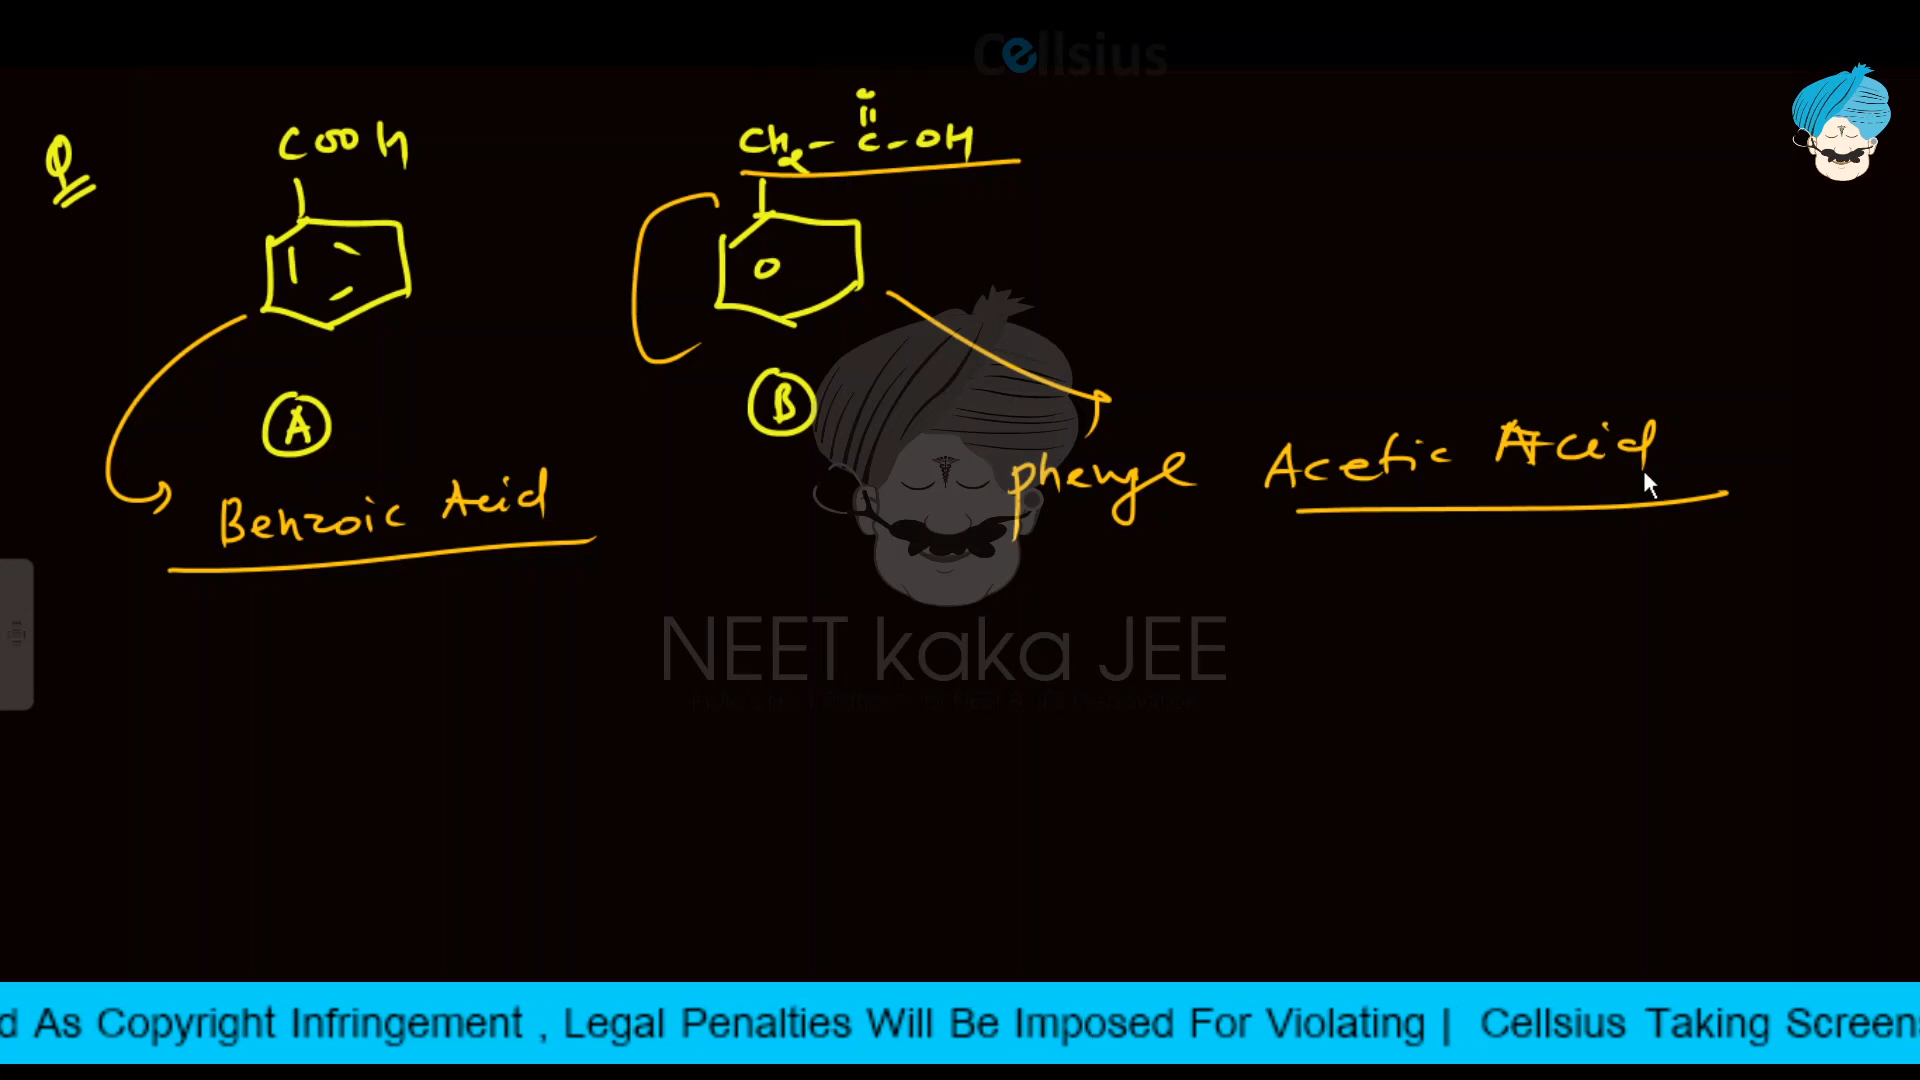 Cellsius
Q
COOH
CH2 - C - OH
O
A
B
Benzoic Acid
phenyl Acetic Acid
NEET kaka JEE
d As Copyright Infringement , Legal Penalties Will Be Imposed For Violating | Cellsius Taking Screens